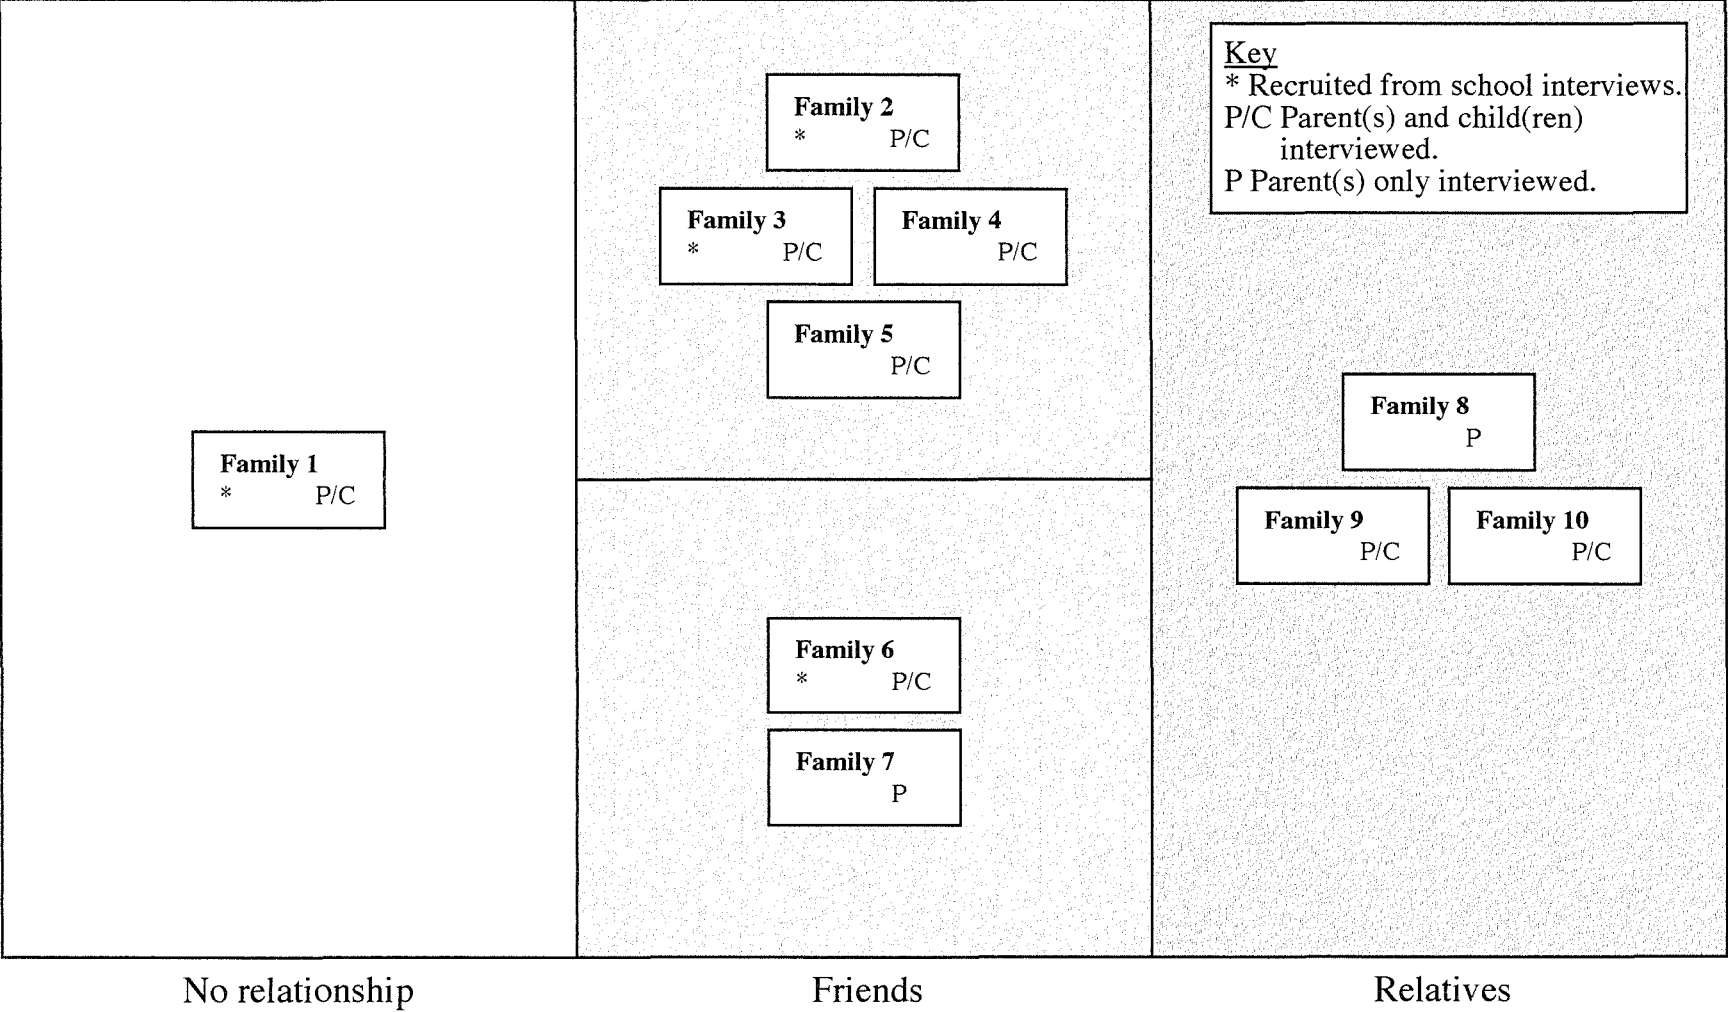 Key
* Recruited from school interviews.
P/C Parent(s) and child(ren)
interviewed.
P Parent(s) only interviewed.
Family 2
* P/C
Family 3
* P/C
Family 4
P/C
Family 5
P/C
Family 1
* P/C
Family 6
* P/C
Family 7
P
Family 8
P
Family 9
P/C
Family 10
P/C
No relationship
Friends
Relatives